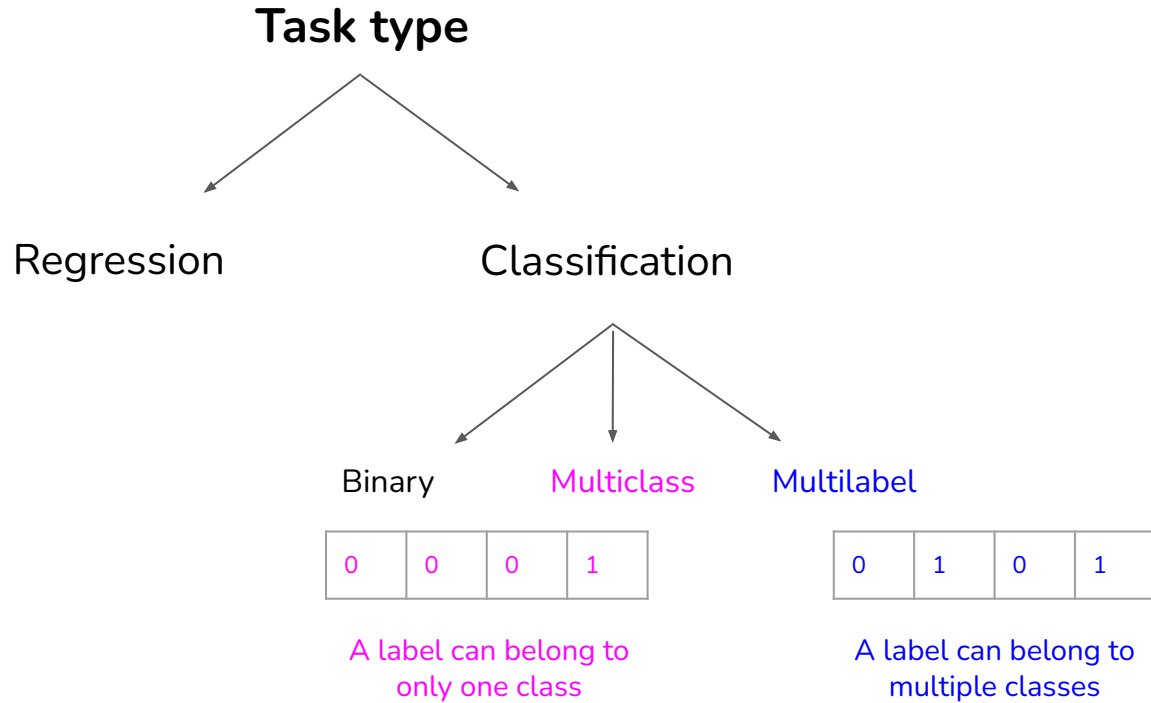 Task type
Regression
Classification
Binary
Multiclass
Multilabel
0 0 0 1
0 1 0 1
A label can belong to
only one class
A label can belong to
multiple classes